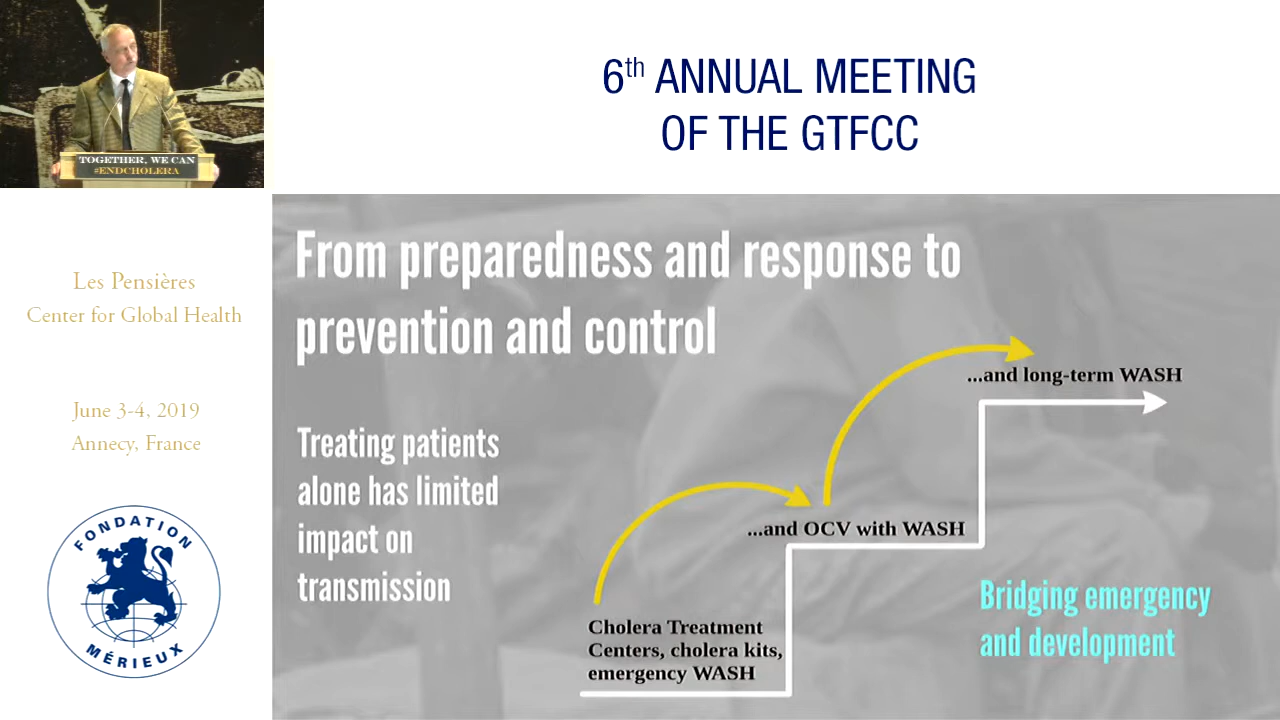 TOGETHER, WE CAN
#ENDCHOLERA
6th ANNUAL MEETING
OF THE GTFCC
Les Pensières
Center for Global Health
June 3-4, 2019
Annecy, France
FONDATION
MÉRIEUX
From preparedness and response to
prevention and control
Treating patients
alone has limited
impact on
transmission
...and long-term WASH
...and OCV with WASH
Cholera Treatment
Centers, cholera kits,
emergency WASH
Bridging emergency
and development